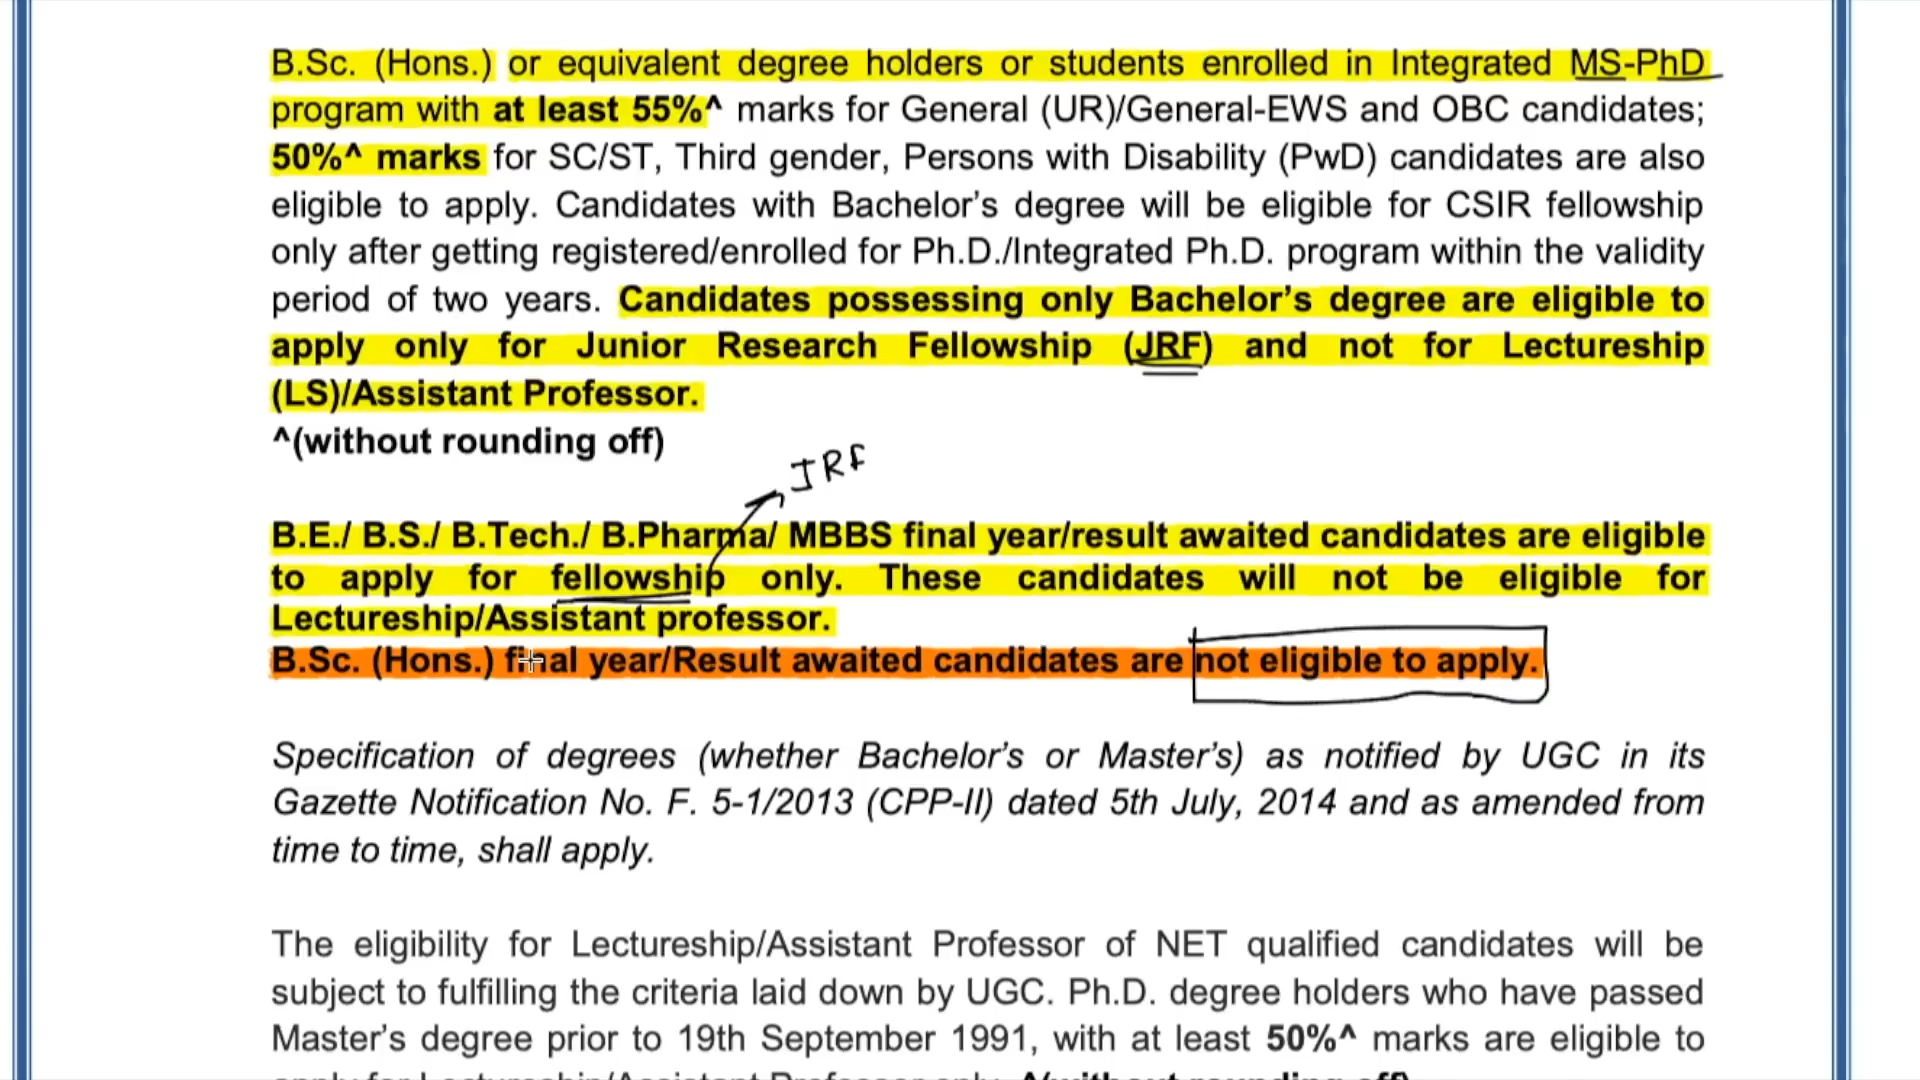 B.Sc. (Hons.) or equivalent degree holders or students enrolled in Integrated MS-PhD
program with at least 55%^ marks for General (UR)/General-EWS and OBC candidates;
50%^ marks for SC/ST, Third gender, Persons with Disability (PwD) candidates are also
eligible to apply. Candidates with Bachelor’s degree will be eligible for CSIR fellowship
only after getting registered/enrolled for Ph.D./Integrated Ph.D. program within the validity
period of two years. Candidates possessing only Bachelor’s degree are eligible to
apply only for Junior Research Fellowship (JRF) and not for Lectureship
(LS)/Assistant Professor.
^(without rounding off)
JRF
B.E./ B.S./ B.Tech./ B.Pharma/ MBBS final year/result awaited candidates are eligible
to apply for fellowship only. These candidates will not be eligible for
Lectureship/Assistant professor.
B.Sc. (Hons.) final year/Result awaited candidates are not eligible to apply.
Specification of degrees (whether Bachelor’s or Master’s) as notified by UGC in its
Gazette Notification No. F. 5-1/2013 (CPP-II) dated 5th July, 2014 and as amended from
time to time, shall apply.
The eligibility for Lectureship/Assistant Professor of NET qualified candidates will be
subject to fulfilling the criteria laid down by UGC. Ph.D. degree holders who have passed
Master’s degree prior to 19th September 1991, with at least 50%^ marks are eligible to
apply for Lectureship/Assistant Professor only. ^(without rounding off)